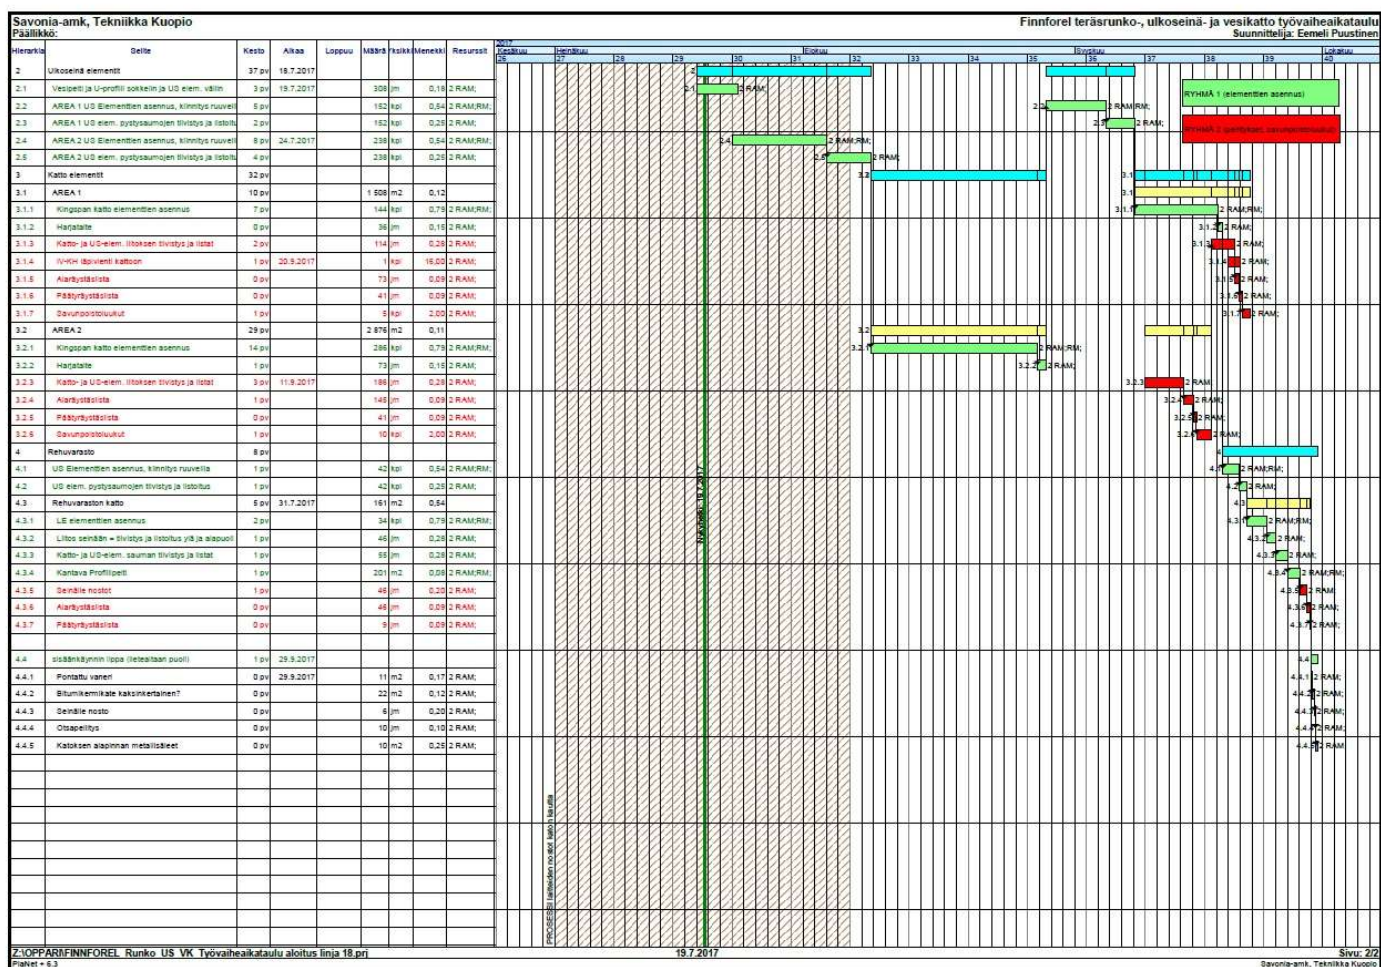 Savonia-amk, Tekniikka Kuopio
Finnforel teräsrunko-, ulkoseinä- ja vesikatto työvaiheaikataulu
Päällikkö:
Suunnittelija: Eemeli Puustinen
Hierarkia Selite Kesto Alkaa Loppuu Määrä Yksikkö Menekki Resurssit
2017
Kesäkuu Heinäkuu Elokuu Syyskuu Lokakuu
26 27 28 29 30 31 32 33 34 35 36 37 38 39 40
2 Ulkoseinä elementit 37 pv 18.7.2017
2.1 Vesipelti ja U-profiili sokkelin ja US elem. väliin 3 pv 19.7.2017 308 jm 0,16 2 RAM;
2.2 AREA 1 US Elementtien asennus, kiinnitys ruuveil 5 pv 152 kpl 0,54 2 RAM;RM;
2.3 AREA 1 US elem. pystysaumojen tiivistys ja listoitu 2 pv 152 kpl 0,25 2 RAM;
2.4 AREA 2 US Elementtien asennus, kiinnitys ruuveil 8 pv 24.7.2017 238 kpl 0,54 2 RAM;RM;
2.5 AREA 2 US elem. pystysaumojen tiivistys ja listoitu 4 pv 238 kpl 0,25 2 RAM;
3 Katto elementit 32 pv
3.1 AREA 1 10 pv 1 508 m2 0,12
3.1.1 Kingspan katto elementtien asennus 7 pv 144 kpl 0,79 2 RAM;RM;
3.1.2 Harjataite 0 pv 36 jm 0,15 2 RAM;
3.1.3 Katto- ja US-elem. liitoksen tiivistys ja listat 2 pv 114 jm 0,28 2 RAM;
3.1.4 IV-KH läpivienti kattoon 1 pv 20.9.2017 1 kpl 16,00 2 RAM;
3.1.5 Alaräystäslista 0 pv 73 jm 0,09 2 RAM;
3.1.6 Päätyräystäslista 0 pv 41 jm 0,09 2 RAM;
3.1.7 Savunpoistoluukut 1 pv 5 kpl 2,00 2 RAM;
3.2 AREA 2 29 pv 2 876 m2 0,11
3.2.1 Kingspan katto elementtien asennus 14 pv 286 kpl 0,79 2 RAM;RM;
3.2.2 Harjataite 1 pv 73 jm 0,15 2 RAM;
3.2.3 Katto- ja US-elem. liitoksen tiivistys ja listat 3 pv 11.9.2017 186 jm 0,28 2 RAM;
3.2.4 Alaräystäslista 1 pv 145 jm 0,09 2 RAM;
3.2.5 Päätyräystäslista 0 pv 41 jm 0,09 2 RAM;
3.2.6 Savunpoistoluukut 1 pv 10 kpl 2,00 2 RAM;
4 Rehuvarasto 8 pv
4.1 US Elementtien asennus, kiinnitys ruuveilla 1 pv 42 kpl 0,54 2 RAM;RM;
4.2 US elem. pystysaumojen tiivistys ja listoitus 1 pv 42 kpl 0,25 2 RAM;
4.3 Rehuvaraston katto 5 pv 31.7.2017 161 m2 0,54
4.3.1 LE elementtien asennus 2 pv 34 kpl 0,79 2 RAM;RM;
4.3.2 Liitos seinään = tiivistys ja listoitus ylä ja alapuol 1 pv 46 jm 0,28 2 RAM;
4.3.3 Katto- ja US-elem. sauman tiivistys ja listat 1 pv 55 jm 0,28 2 RAM;
4.3.4 Kantava Profiilipelti 1 pv 201 m2 0,08 2 RAM;RM;
4.3.5 Seinälle nostot 1 pv 46 jm 0,20 2 RAM;
4.3.6 Alaräystäslista 0 pv 46 jm 0,09 2 RAM;
4.3.7 Päätyräystäslista 0 pv 9 jm 0,09 2 RAM;
4.4 sisäänkäynnin lippa (lietealtaan puoli) 1 pv 29.9.2017
4.4.1 Pontattu vaneri 0 pv 29.9.2017 11 m2 0,17 2 RAM;
4.4.2 Bitumikermikate kaksinkertainen? 0 pv 22 m2 0,12 2 RAM;
4.4.3 Seinälle nosto 0 pv 6 jm 0,20 2 RAM;
4.4.4 Otsapellitys 0 pv 10 jm 0,10 2 RAM;
4.4.5 Katoksen alapinnan metallisäleet 0 pv 10 m2 0,25 2 RAM;
RYHMÄ 1 (elementtien asennus)
RYHMÄ 2 (pellitykset, savunpoistoluukut)
Nykyhetki: 19.7.2017
PROSESSI laitteiden nostot katon kautta
Z:\OPPARI\FINNFOREL Runko US VK Työvaiheaikataulu aloitus linja 18.prj
19.7.2017
Sivu: 2/2
PlaNet + 6.3
Savonia-amk, Tekniikka Kuopio